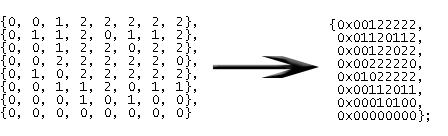 {0, 0, 1, 2, 2, 2, 2, 2},
{0, 1, 1, 2, 0, 1, 1, 2},
{0, 0, 1, 2, 2, 0, 2, 2},
{0, 0, 2, 2, 2, 2, 2, 0},
{0, 1, 0, 2, 2, 2, 2, 2},
{0, 0, 1, 1, 2, 0, 1, 1},
{0, 0, 0, 1, 0, 1, 0, 0},
{0, 0, 0, 0, 0, 0, 0, 0}
{0x00122222,
0x01120112,
0x00122022,
0x00222220,
0x01022222,
0x00112011,
0x00010100,
0x00000000};